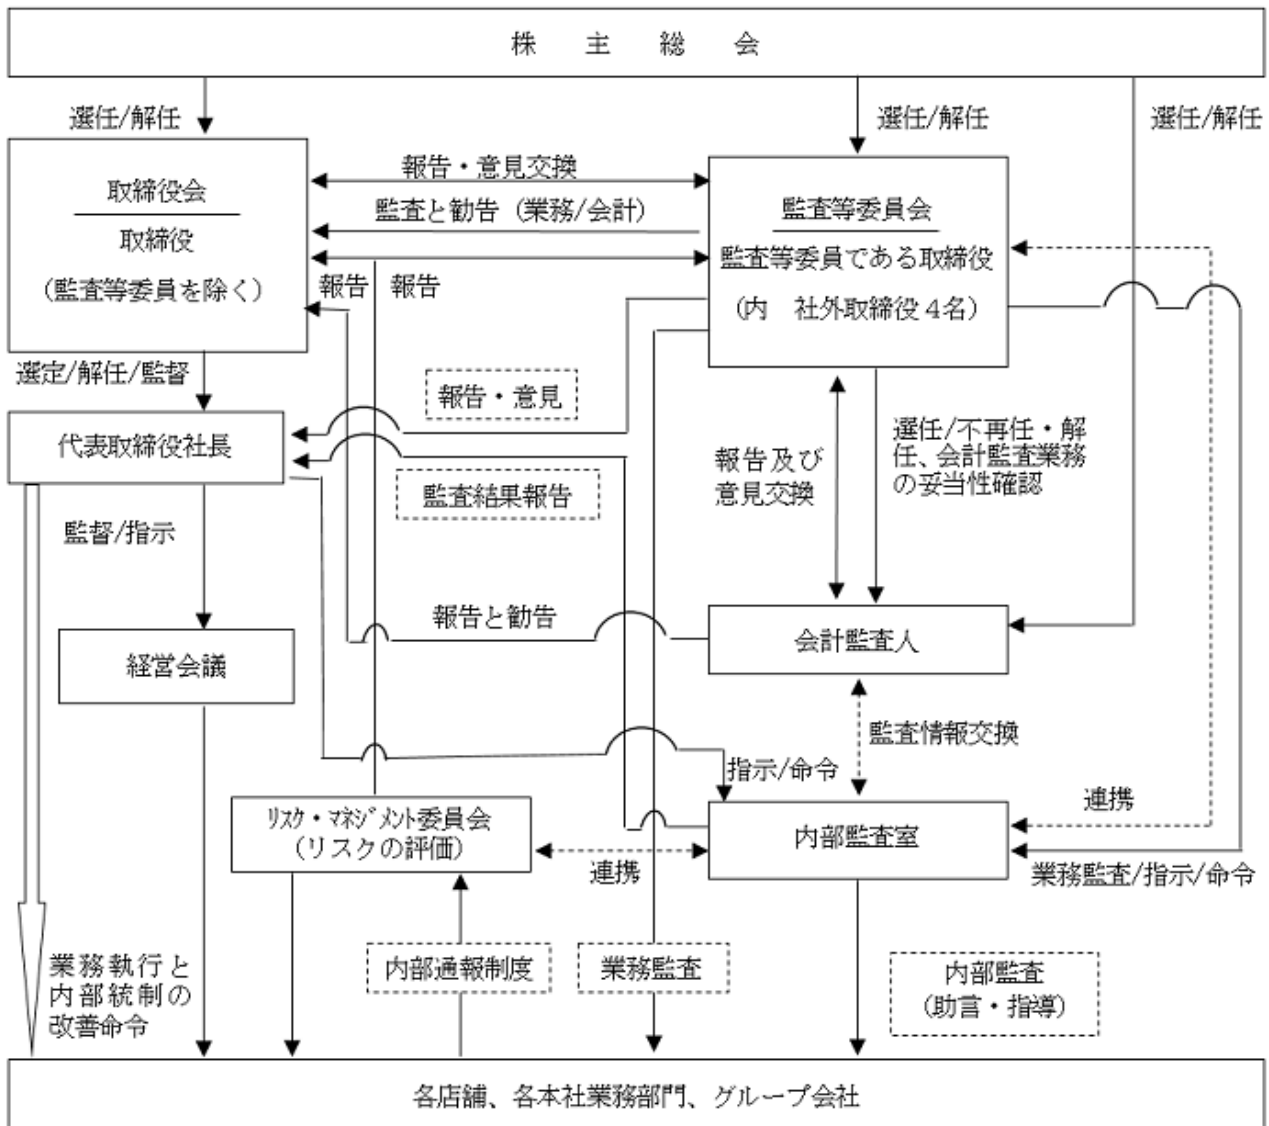 株主総会
選任/解任
選任/解任
選任/解任
取締役会
取締役
(監査等委員を除く)
報告・意見交換
監査と勧告(業務/会計)
報告
報告
監査等委員会
監査等委員である取締役
(内 社外取締役4名)
選定/解任/監督
報告・意見
代表取締役社長
監査結果報告
報告及び
意見交換
選任/不再任・解
任、会計監査業務
の妥当性確認
監督/指示
報告と勧告
会計監査人
経営会議
監査情報交換
指示/命令
リスク・マネジメント委員会
(リスクの評価)
連携
内部監査室
連携
業務監査/指示/命令
業務執行と
内部統制の
改善命令
内部通報制度
業務監査
内部監査
(助言・指導)
各店舗、各本社業務部門、グループ会社